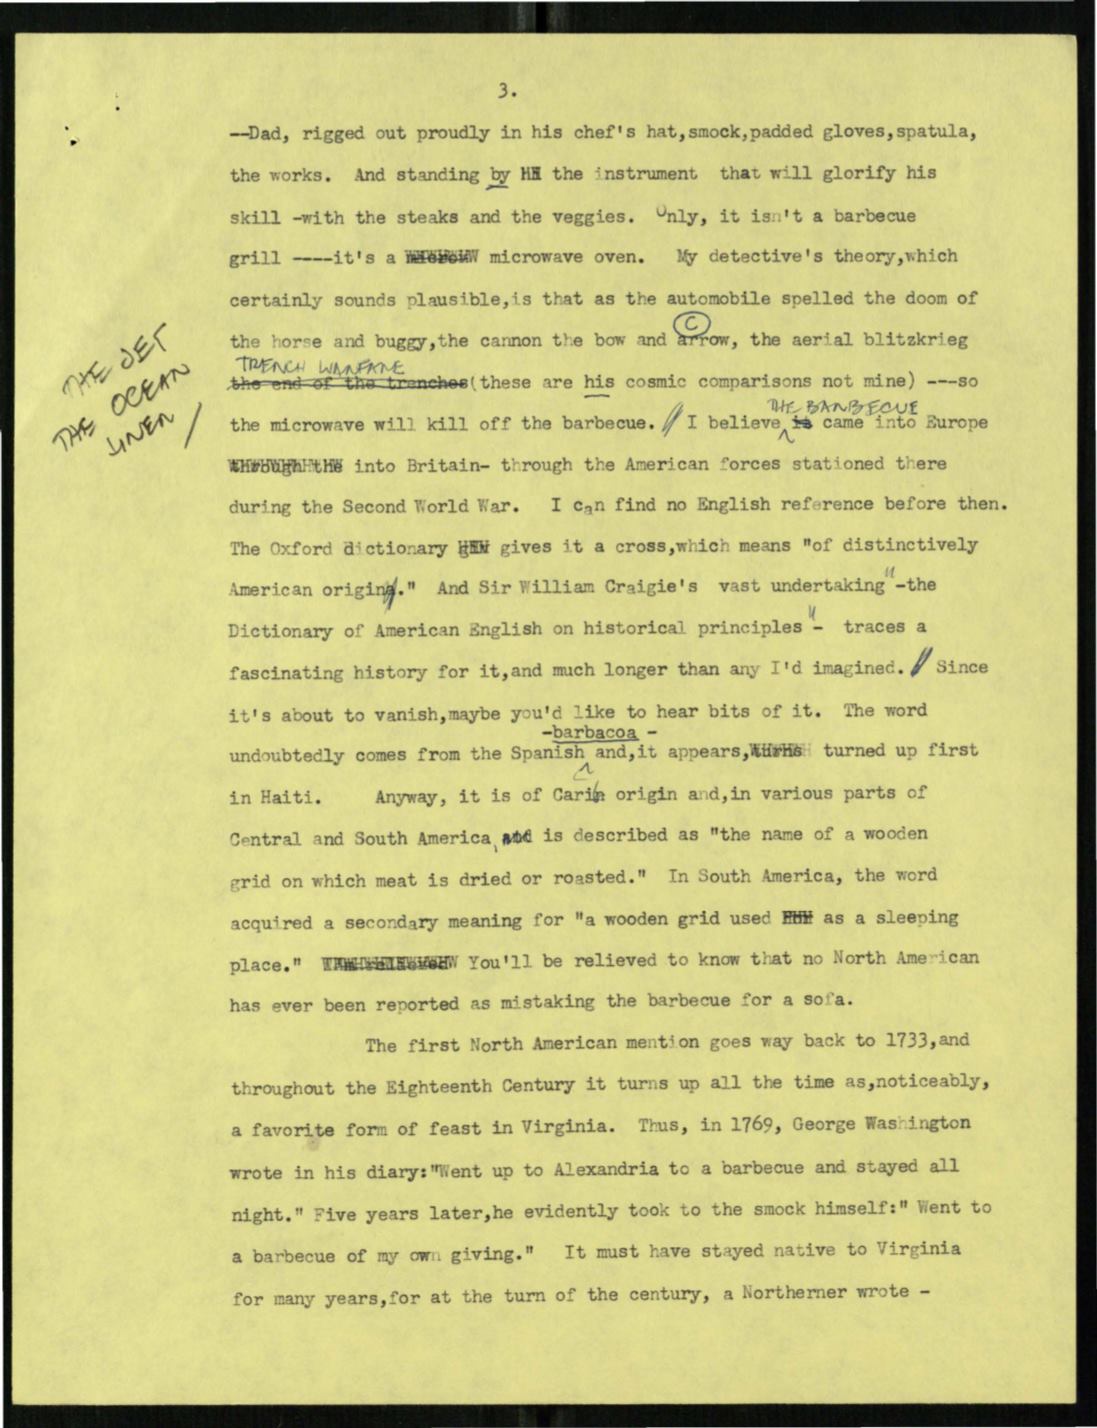 3.
--Dad, rigged out proudly in his chef's hat,smock,padded gloves,spatula,
the works. And standing by the instrument that will glorify his
skill -with the steaks and the veggies. Only, it isn't a barbecue
grill ----it's a microwave oven. My detective's theory,which
certainly sounds plausible,is that as the automobile spelled the doom of
C
the horse and buggy,the cannon the bow and arrow, the aerial blitzkrieg
THE JET
THE OCEAN
LINER /
TRENCH WARFARE
the end of the trenches(these are his cosmic comparisons not mine) ---so
THE BARBECUE
the microwave will kill off the barbecue. // I believe it came into Europe
through the into Britain- through the American forces stationed there
during the Second World War. I can find no English reference before then.
The Oxford dictionary gives it a cross,which means "of distinctively
American origin." And Sir William Craigie's vast undertaking"-the
Dictionary of American English on historical principles"- traces a
fascinating history for it,and much longer than any I'd imagined. // Since
it's about to vanish,maybe you'd like to hear bits of it. The word
-barbacoa -
undoubtedly comes from the Spanish and,it appears,turns turned up first
in Haiti. Anyway, it is of Carib origin and,in various parts of
Central and South America, and is described as "the name of a wooden
grid on which meat is dried or roasted." In South America, the word
acquired a secondary meaning for "a wooden grid used as a sleeping
place." You'll be relieved to know that no North American
has ever been reported as mistaking the barbecue for a sofa.
The first North American mention goes way back to 1733,and
throughout the Eighteenth Century it turns up all the time as,noticeably,
a favorite form of feast in Virginia. Thus, in 1769, George Washington
wrote in his diary:"Went up to Alexandria to a barbecue and stayed all
night." Five years later,he evidently took to the smock himself:" Went to
a barbecue of my own giving." It must have stayed native to Virginia
for many years,for at the turn of the century, a Northerner wrote -